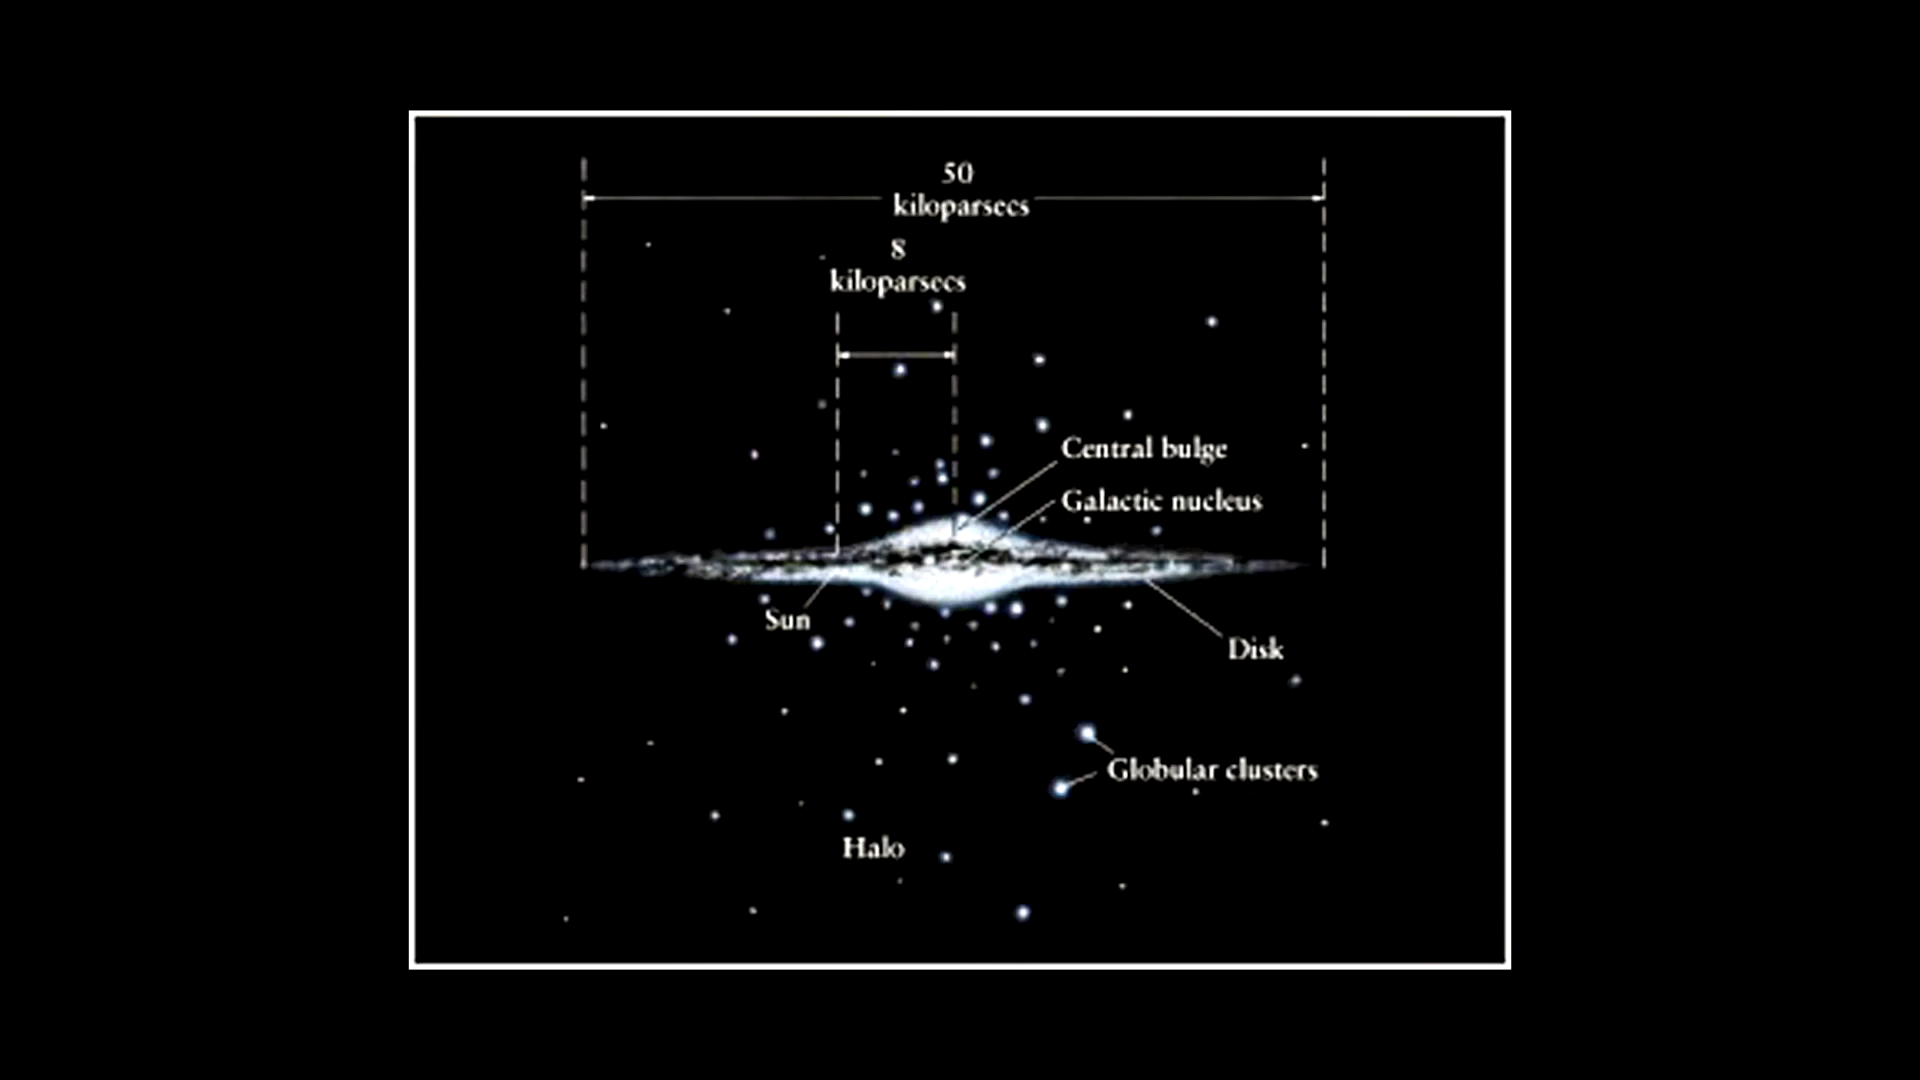 50
kiloparsecs
8
kiloparsecs
Central bulge
Galactic nucleus
Sun
Disk
Globular clusters
Halo